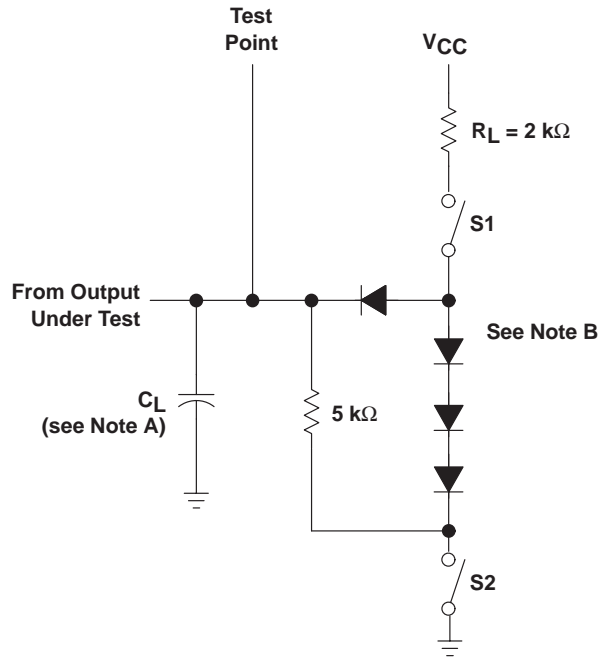 Test
Point
VCC
RL = 2 kΩ
S1
From Output
Under Test
See Note B
CL
(see Note A)
5 kΩ
S2